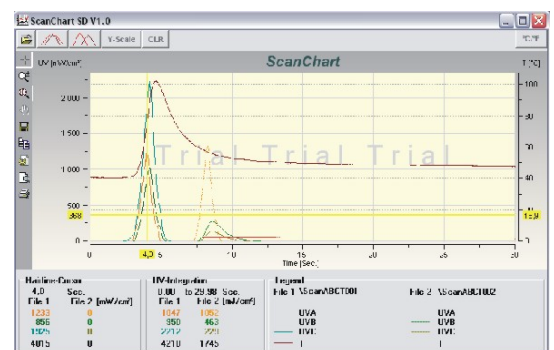 ScanChart SD V1.0
Y-Scale CLR °C/°F
UV [mW/cm²] ScanChart T [°C]
2 000
1 500
1 000
500
0
100
80
60
40
0
368
Trial Trial Trial
0 4,0 5 10 15 20 25 30
Time [Sec.]
Hairline-Cursor
4,0 Sec.
File 1 File 2 [mW/cm²]
1233 0
856 0
1925 0
4015 0
UV-Integration
0.00 to 29.98 Sec.
File 1 File 2 [mJ/cm²]
1047 1052
950 463
2212 229
4210 1745
Legend
File 1 \ScanABCT001 File 2 \ScanABCT002
UVA UVA
UVB UVB
UVC UVC
T T